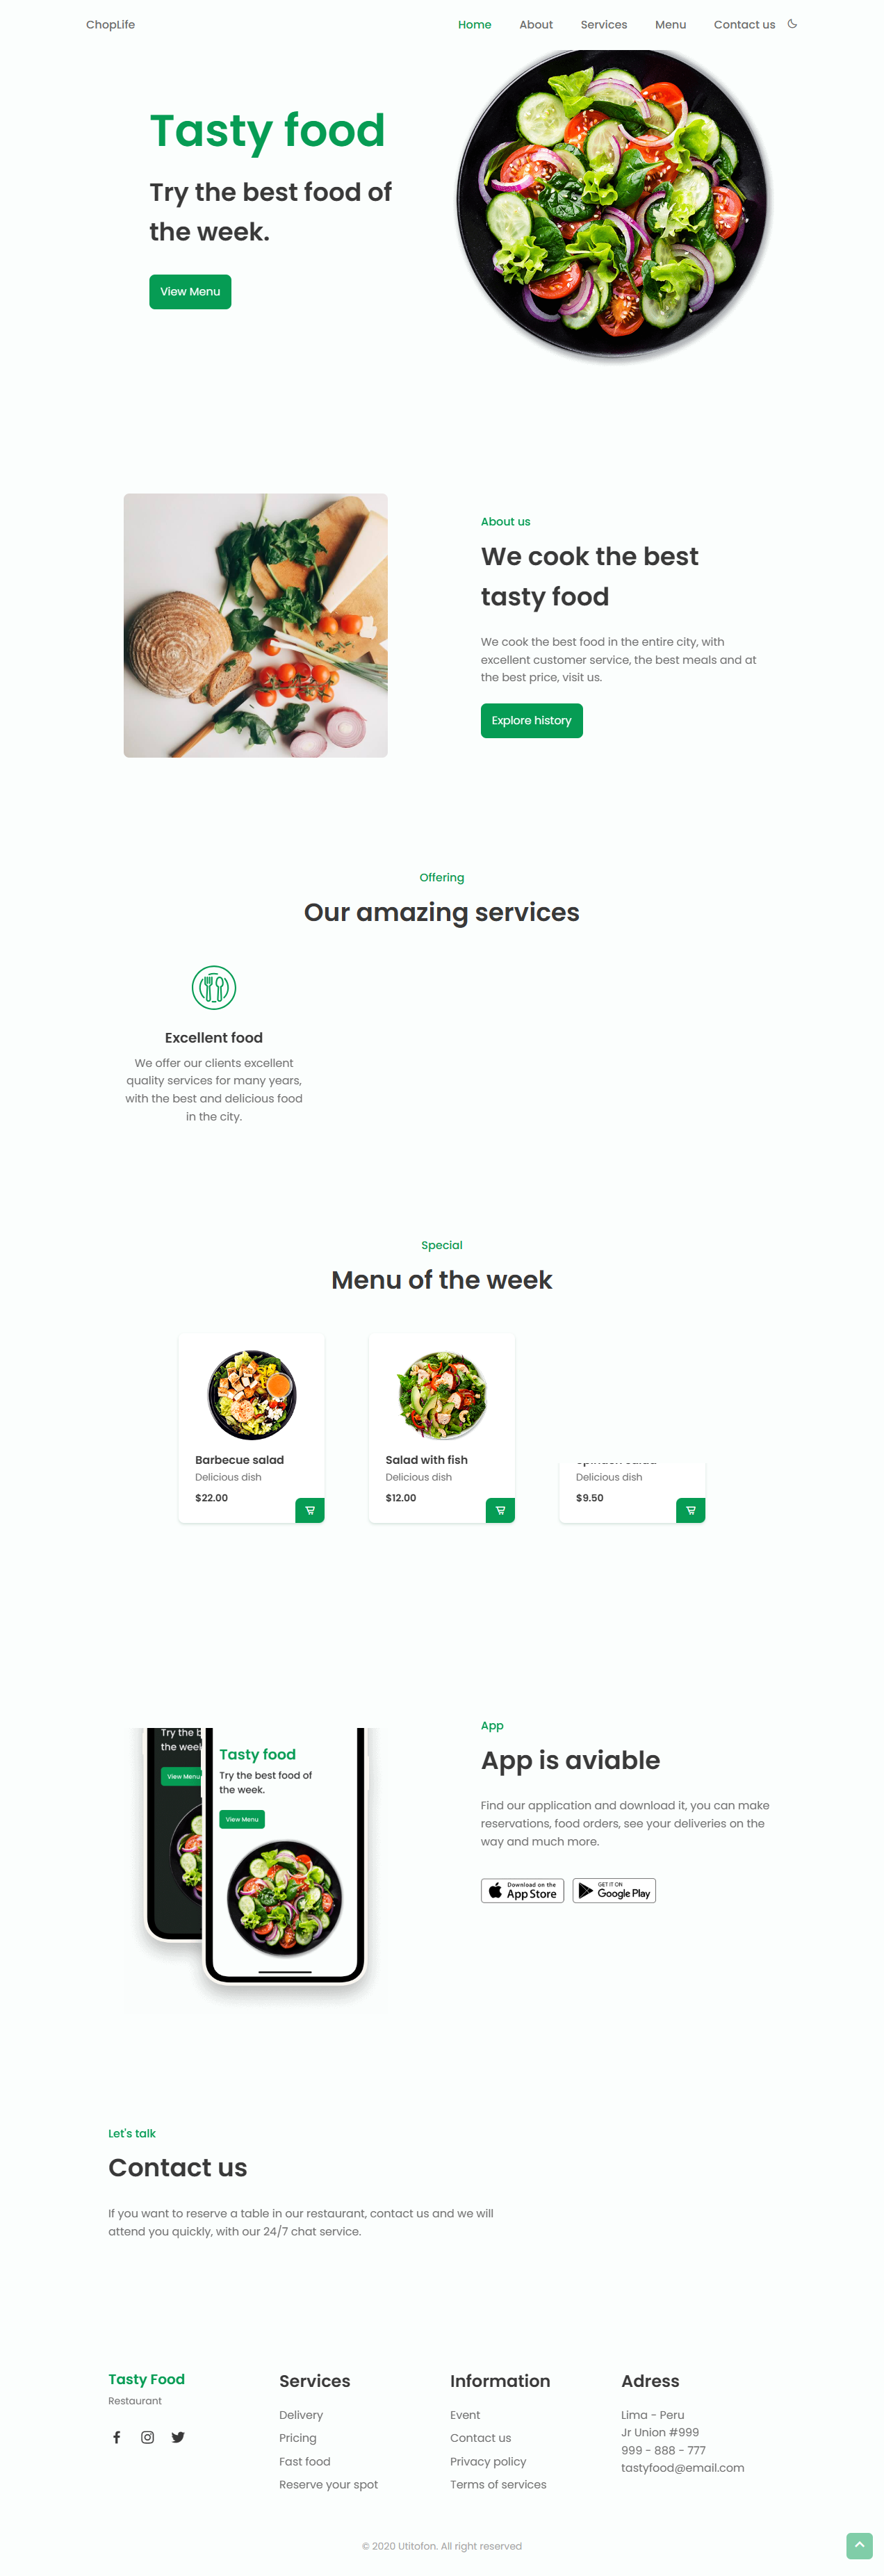 ChopLife
Home
About
Services
Menu
Contact us
Tasty food
Try the best food of
the week.
View Menu
About us
We cook the best
tasty food
We cook the best food in the entire city, with
excellent customer service, the best meals and at
the best price, visit us.
Explore history
Offering
Our amazing services
Excellent food
We offer our clients excellent
quality services for many years,
with the best and delicious food
in the city.
Special
Menu of the week
Barbecue salad
Delicious dish
$22.00
Salad with fish
Delicious dish
$12.00
Delicious dish
$9.50
Try the
the
View Menu
Tasty food
Try the best food of
the week.
View Menu
App
App is aviable
Find our application and download it, you can make
reservations, food orders, see your deliveries on the
way and much more.
Download on the
App Store
GET IT ON
Google Play
Let's talk
Contact us
If you want to reserve a table in our restaurant, contact us and we will
attend you quickly, with our 24/7 chat service.
Tasty Food
Restaurant
Services
Delivery
Pricing
Fast food
Reserve your spot
Information
Event
Contact us
Privacy policy
Terms of services
Adress
Lima - Peru
Jr Union #999
999 - 888 - 777
tastyfood@email.com
© 2020 Utitofon. All right reserved